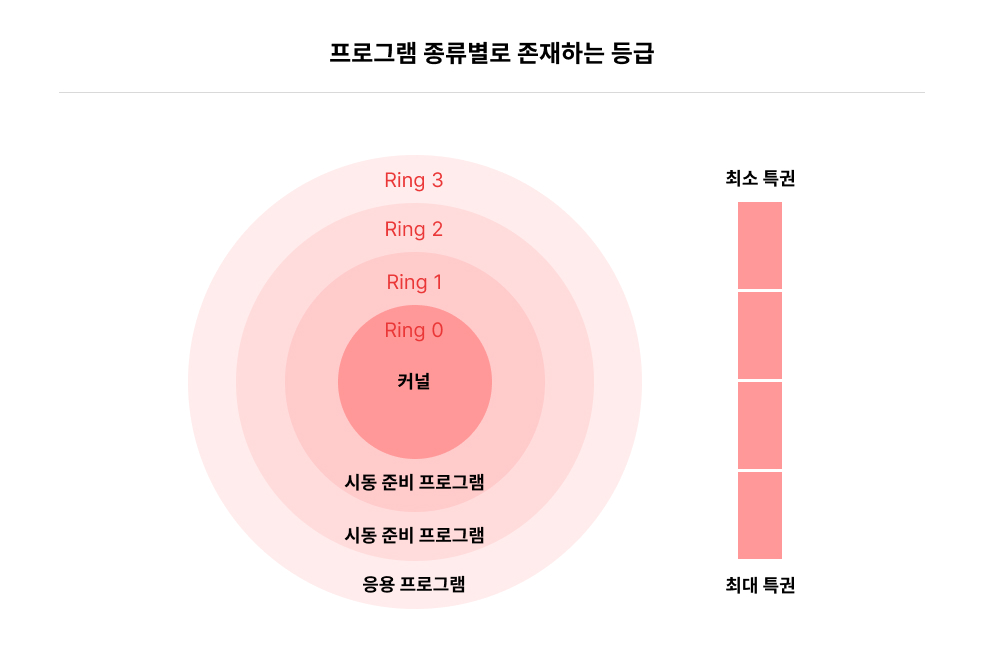 프로그램 종류별로 존재하는 등급
Ring 3
Ring 2
Ring 1
Ring 0
커널
시동 준비 프로그램
시동 준비 프로그램
응용 프로그램
최소 특권
최대 특권